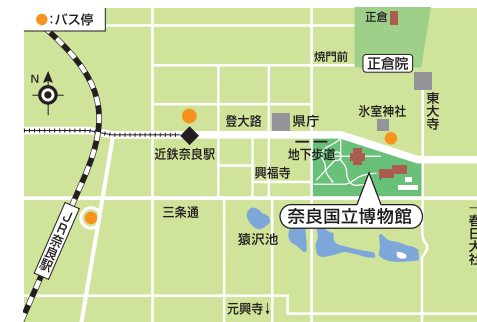 ：バス停
正倉
焼門前
正倉院
N
東大寺
氷室神社
登大路
県庁
近鉄奈良駅
地下歩道
興福寺
奈良国立博物館
三条通
猿沢池
JR奈良駅
春日大社
元興寺↓